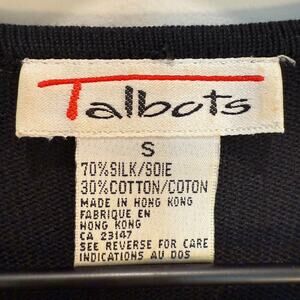 Talbots
S
70%SILK/SOIE
30%COTTON/COTON
MADE IN HONG KONG
FABRIQUE EN
HONG KONG
CA 23147
SEE REVERSE FOR CARE
INDICATIONS AU DOS